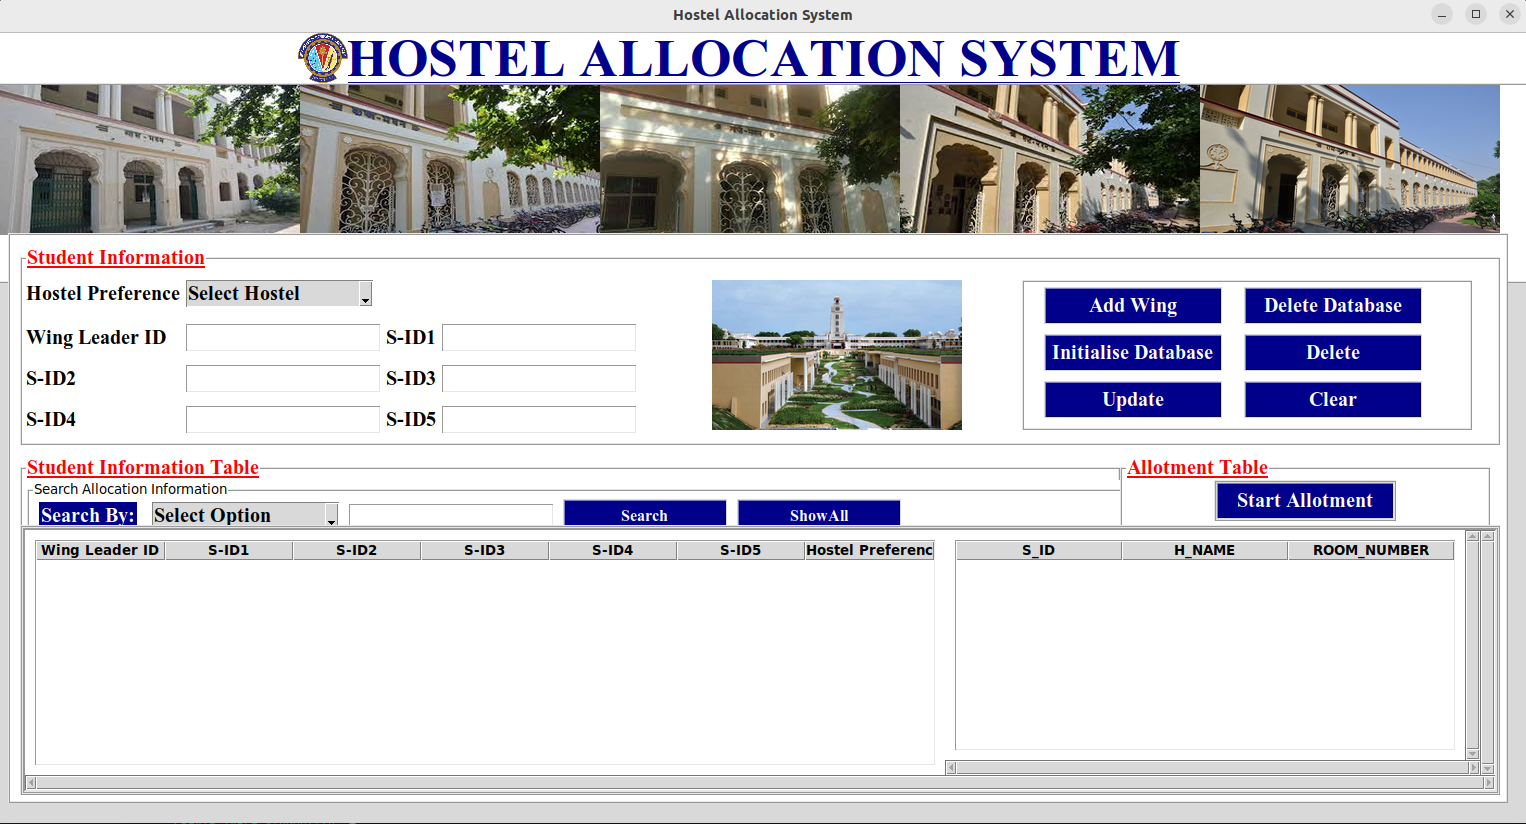 Hostel Allocation System
HOSTEL ALLOCATION SYSTEM
Student Information
Hostel Preference Select Hostel
Wing Leader ID S-ID1
S-ID2 S-ID3
S-ID4 S-ID5
Add Wing Delete Database
Initialise Database Delete
Update Clear
Student Information Table
Search Allocation Information
Search By: Select Option Search ShowAll
Allotment Table
Start Allotment
Wing Leader ID S-ID1 S-ID2 S-ID3 S-ID4 S-ID5 Hostel Preferenc
S_ID H_NAME ROOM_NUMBER